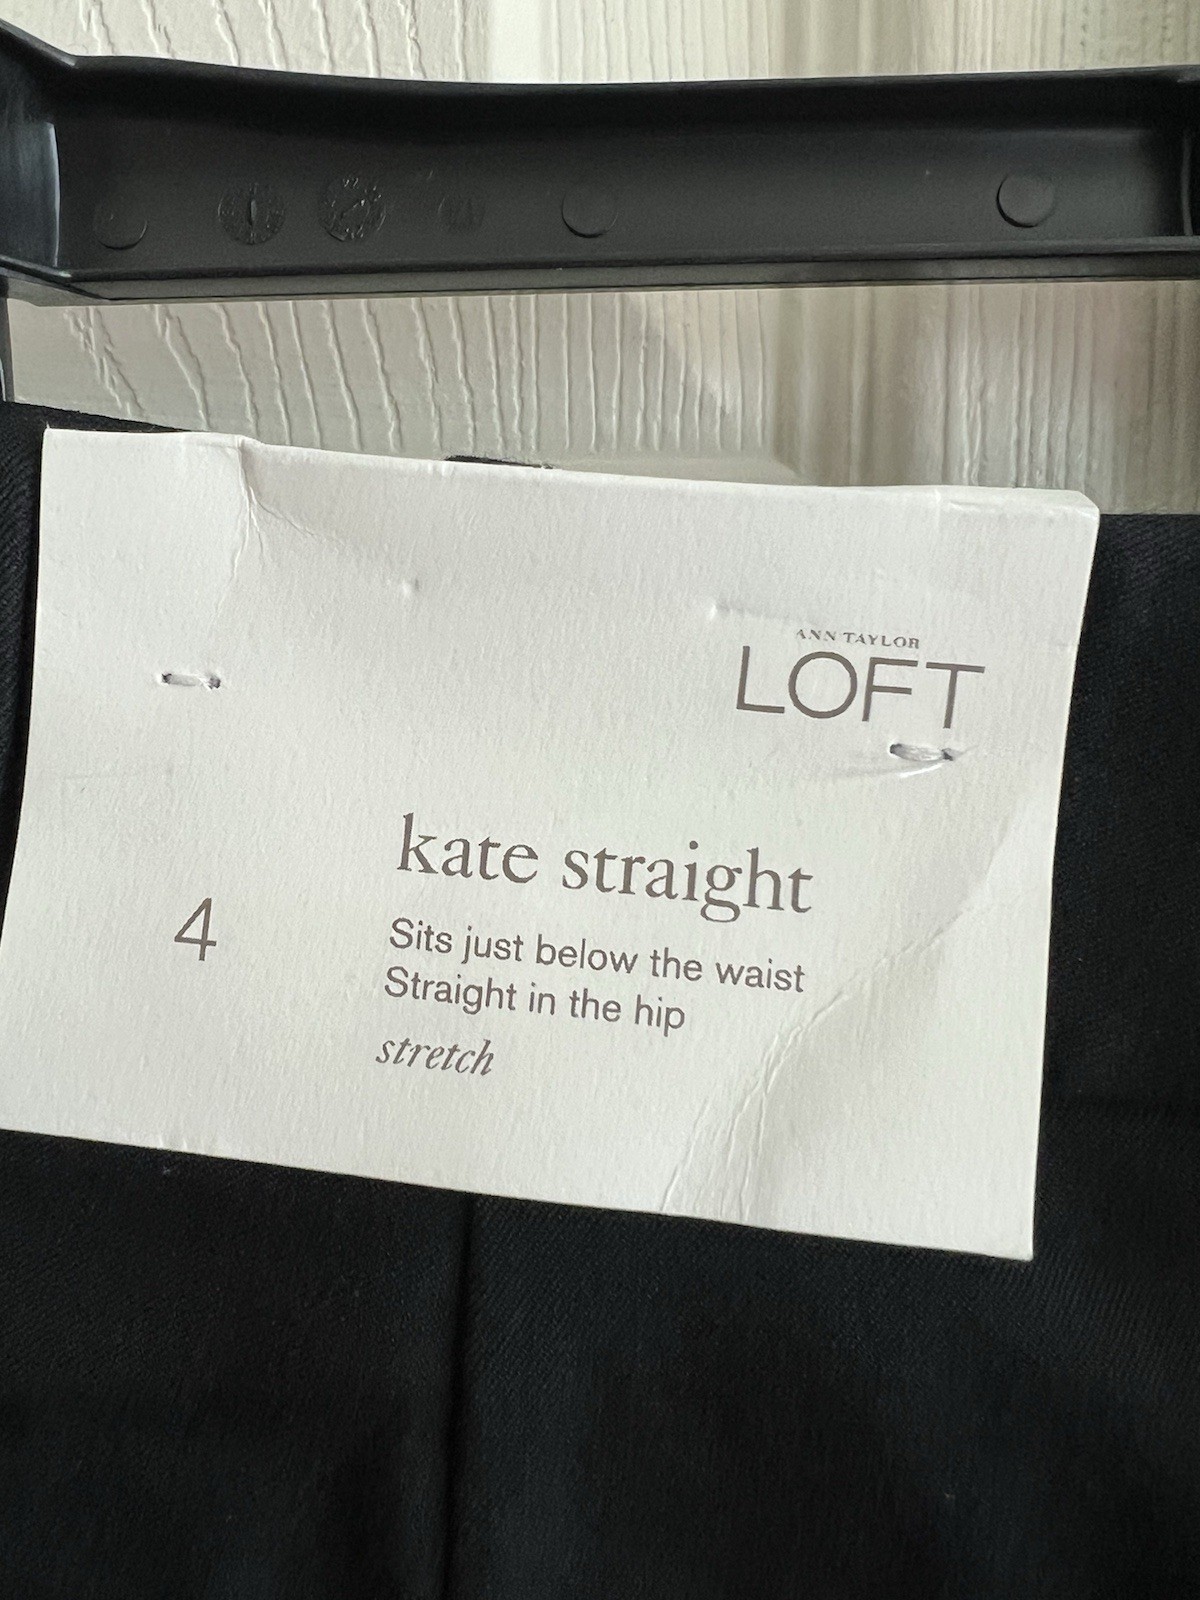 ANN TAYLOR
LOFT
kate straight
4
Sits just below the waist
Straight in the hip
stretch